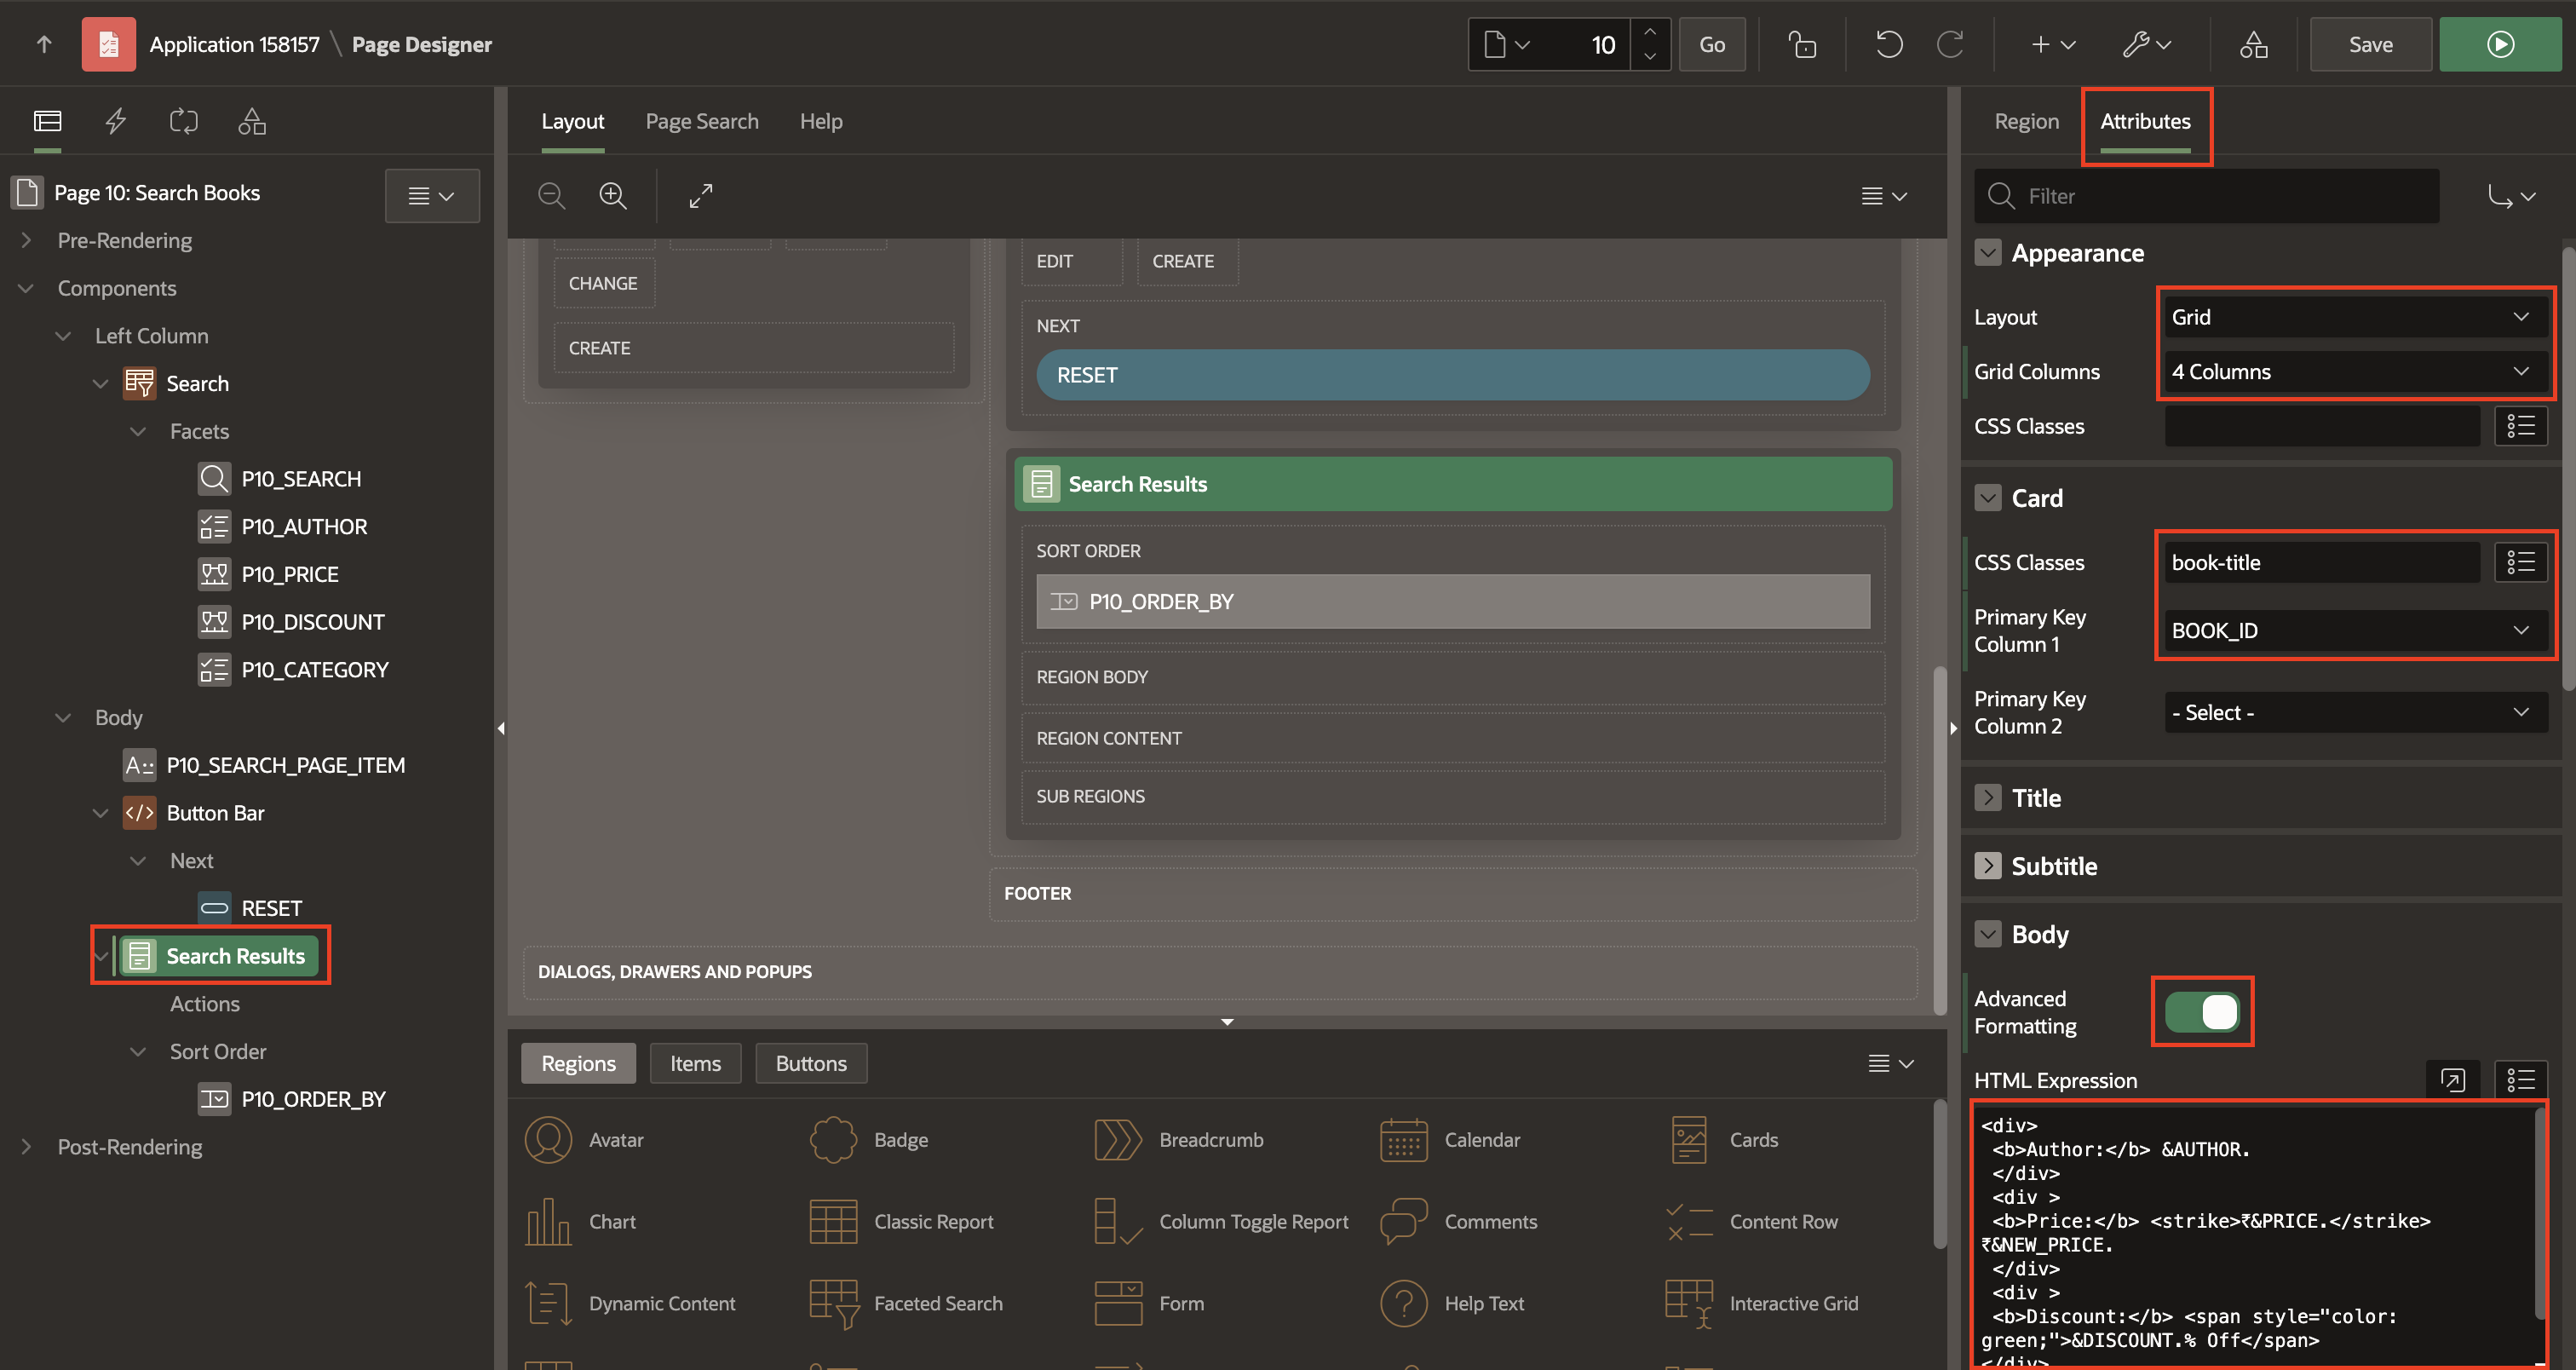 Application 158157 \ Page Designer
10
Go
Save
Page 10: Search Books
Pre-Rendering
Components
Left Column
Search
Facets
P10_SEARCH
P10_AUTHOR
P10_PRICE
P10_DISCOUNT
P10_CATEGORY
Body
P10_SEARCH_PAGE_ITEM
Button Bar
Next
RESET
Search Results
Actions
Sort Order
P10_ORDER_BY
Post-Rendering
Layout
Page Search
Help
CHANGE
CREATE
EDIT
CREATE
NEXT
RESET
Search Results
SORT ORDER
P10_ORDER_BY
REGION BODY
REGION CONTENT
SUB REGIONS
FOOTER
DIALOGS, DRAWERS AND POPUPS
Regions
Items
Buttons
Avatar
Badge
Breadcrumb
Calendar
Cards
Chart
Classic Report
Column Toggle Report
Comments
Content Row
Dynamic Content
Faceted Search
Form
Help Text
Interactive Grid
Region
Attributes
Filter
Appearance
Layout
Grid
Grid Columns
4 Columns
CSS Classes
Card
CSS Classes
book-title
Primary Key
Column 1
BOOK_ID
Primary Key
Column 2
- Select -
Title
Subtitle
Body
Advanced
Formatting
HTML Expression
<div>
<b>Author:</b> &AUTHOR.
</div>
<div >
<b>Price:</b> <strike>₹&PRICE.</strike>
₹&NEW_PRICE.
</div>
<div >
<b>Discount:</b> <span style="color:
green;">&DISCOUNT.% Off</span>
</div>